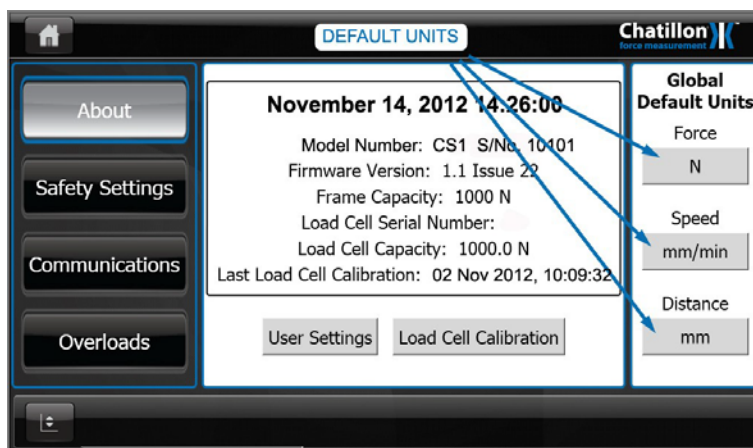 DEFAULT UNITS
Chatillon
force measurement
About
Safety Settings
Communications
Overloads
November 14, 2012 14.26:00
Model Number: CS1 S/No. 10101
Firmware Version: 1.1 Issue 22
Frame Capacity: 1000 N
Load Cell Serial Number:
Load Cell Capacity: 1000.0 N
Last Load Cell Calibration: 02 Nov 2012, 10:09:32
User Settings
Load Cell Calibration
Global
Default Units
Force
N
Speed
mm/min
Distance
mm